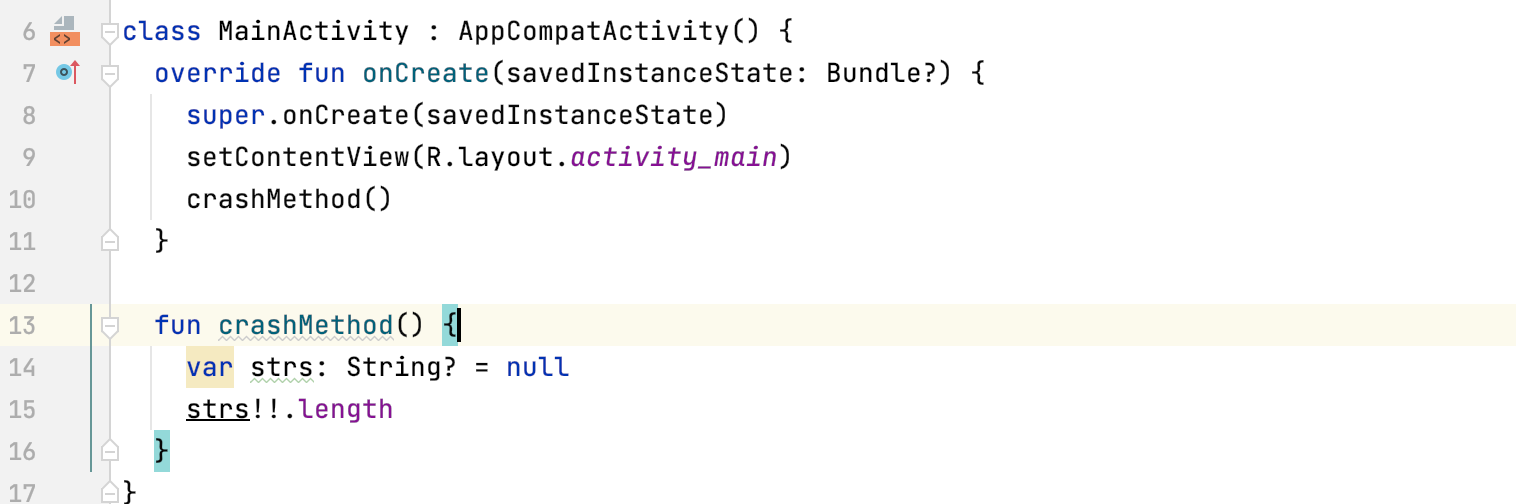 6 <> class MainActivity : AppCompatActivity() {
7 override fun onCreate(savedInstanceState: Bundle?) {
8 super.onCreate(savedInstanceState)
9 setContentView(R.layout.activity_main)
10 crashMethod()
11 }
12
13 fun crashMethod() {
14 var strs: String? = null
15 strs!!.length
16 }
17 }